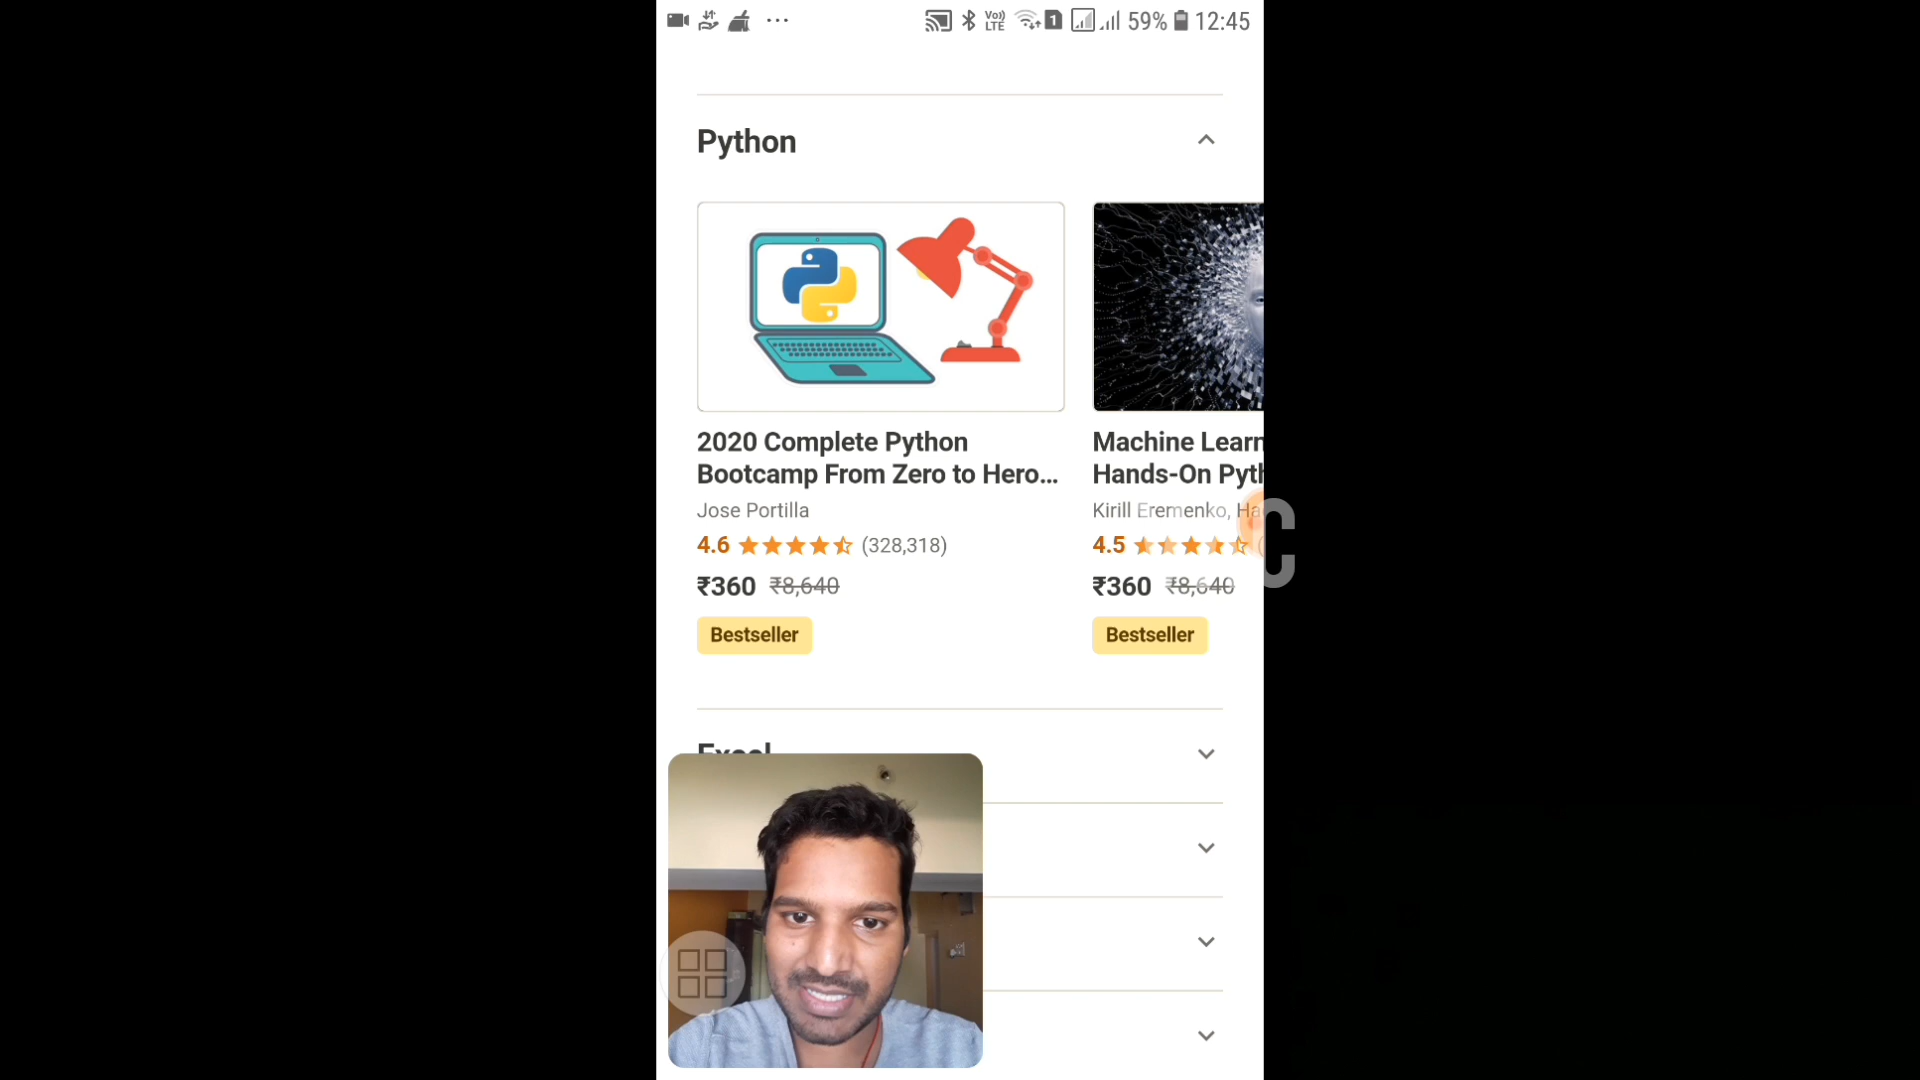 59% 12:45
Python
2020 Complete Python
Bootcamp From Zero to Hero...
Jose Portilla
4.6 (328,318)
₹360 ₹8,640
Bestseller
Machine Learn
Hands-On Pyth
Kirill Eremenko, Ha
4.5 (
₹360 ₹8,640
Bestseller
Excel
C